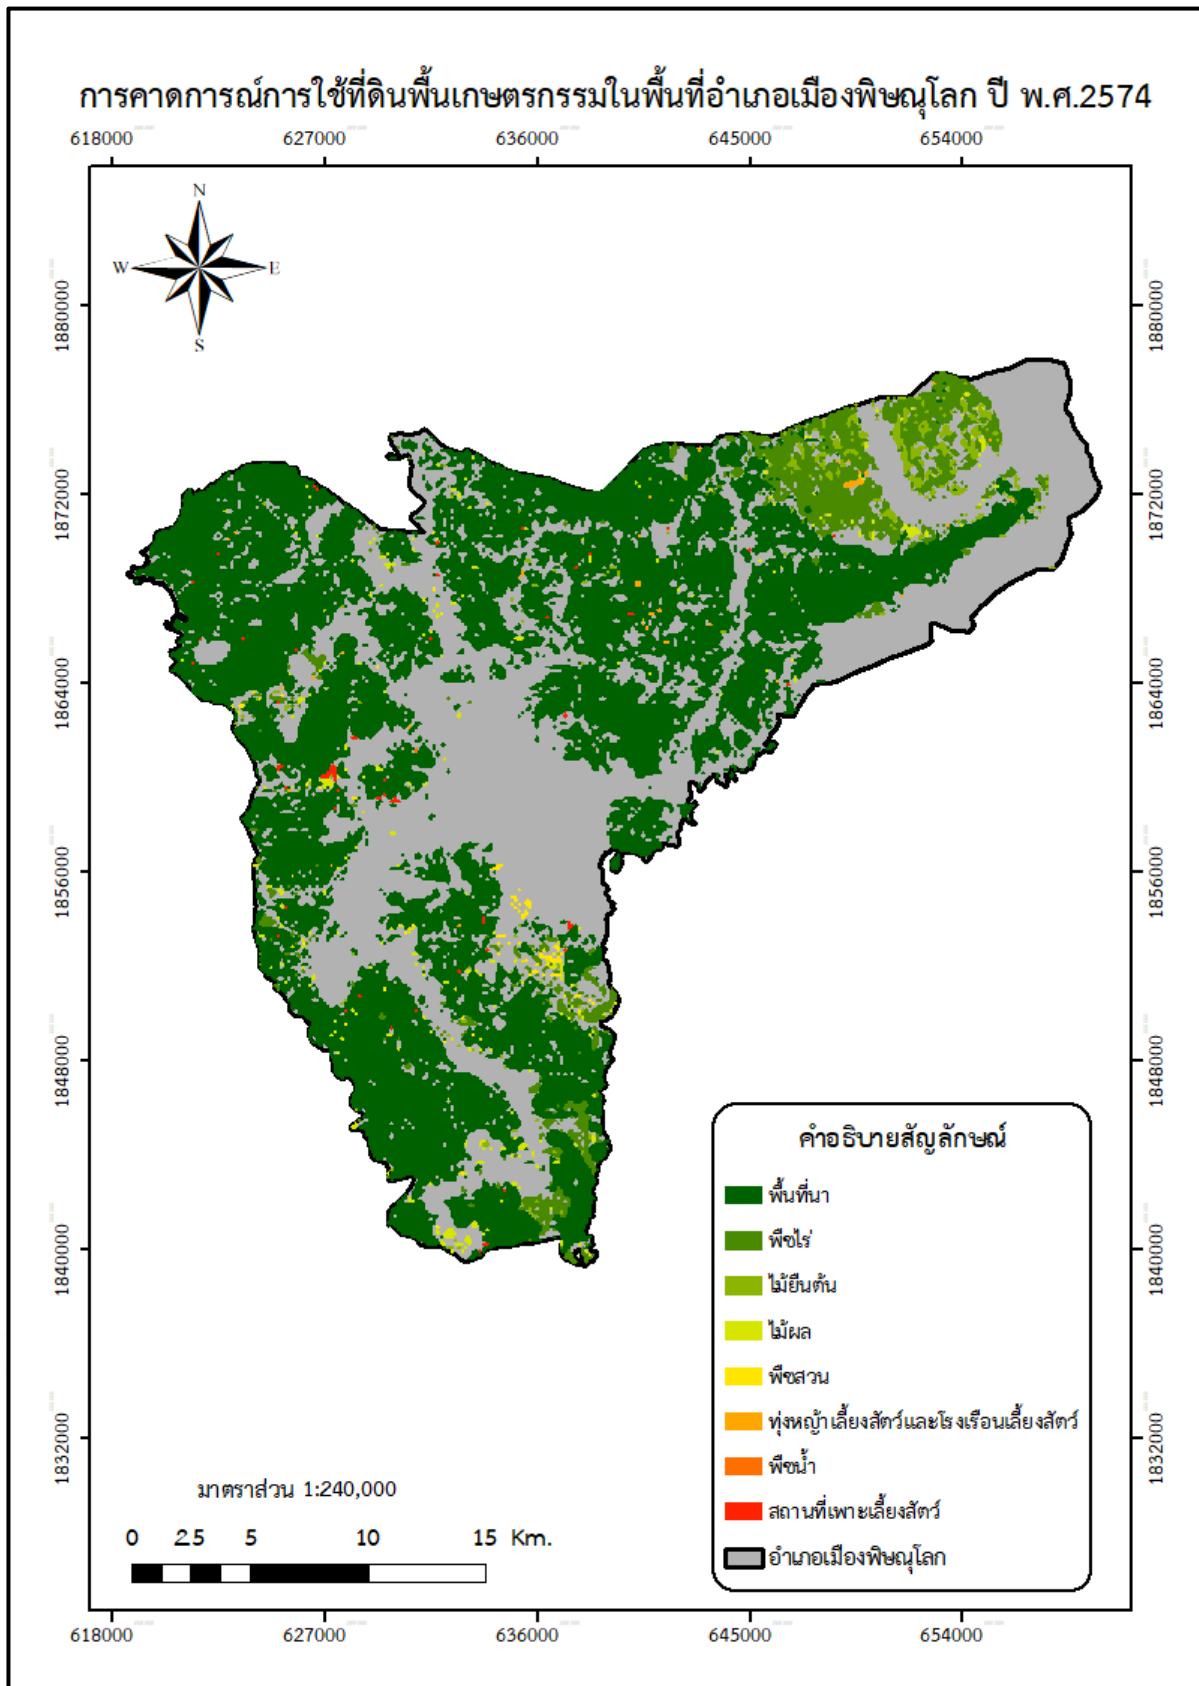 การคาดการณ์การใช้ที่ดินพื้นเกษตรกรรมในพื้นที่อำเภอเมืองพิษณุโลก ปี พ.ศ.2574
618000 627000 636000 645000 654000
N
W E
S
1880000 1880000
1872000 1872000
1864000 1864000
1856000 1856000
1848000 1848000
1840000 1840000
1832000 1832000
คำอธิบายสัญลักษณ์
พื้นที่นา
พืชไร่
ไม้ยืนต้น
ไม้ผล
พืชสวน
ทุ่งหญ้าเลี้ยงสัตว์และโรงเรือนเลี้ยงสัตว์
พืชน้ำ
สถานที่เพาะเลี้ยงสัตว์
อำเภอเมืองพิษณุโลก
มาตราส่วน 1:240,000
0 2.5 5 10 15 Km.
618000 627000 636000 645000 654000